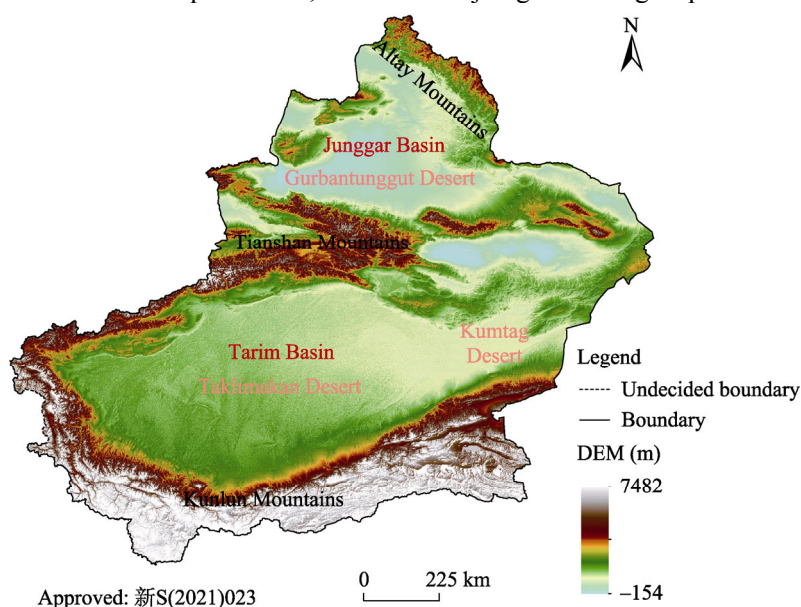 Altay Mountains
N
Junggar Basin
Gurbantunggut Desert
Tianshan Mountains
Kumtag
Desert
Tarim Basin
Taklimakan Desert
Kunlun Mountains
Legend
Undecided boundary
Boundary
DEM (m)
7482
–154
0 225 km
Approved: 新S(2021)023